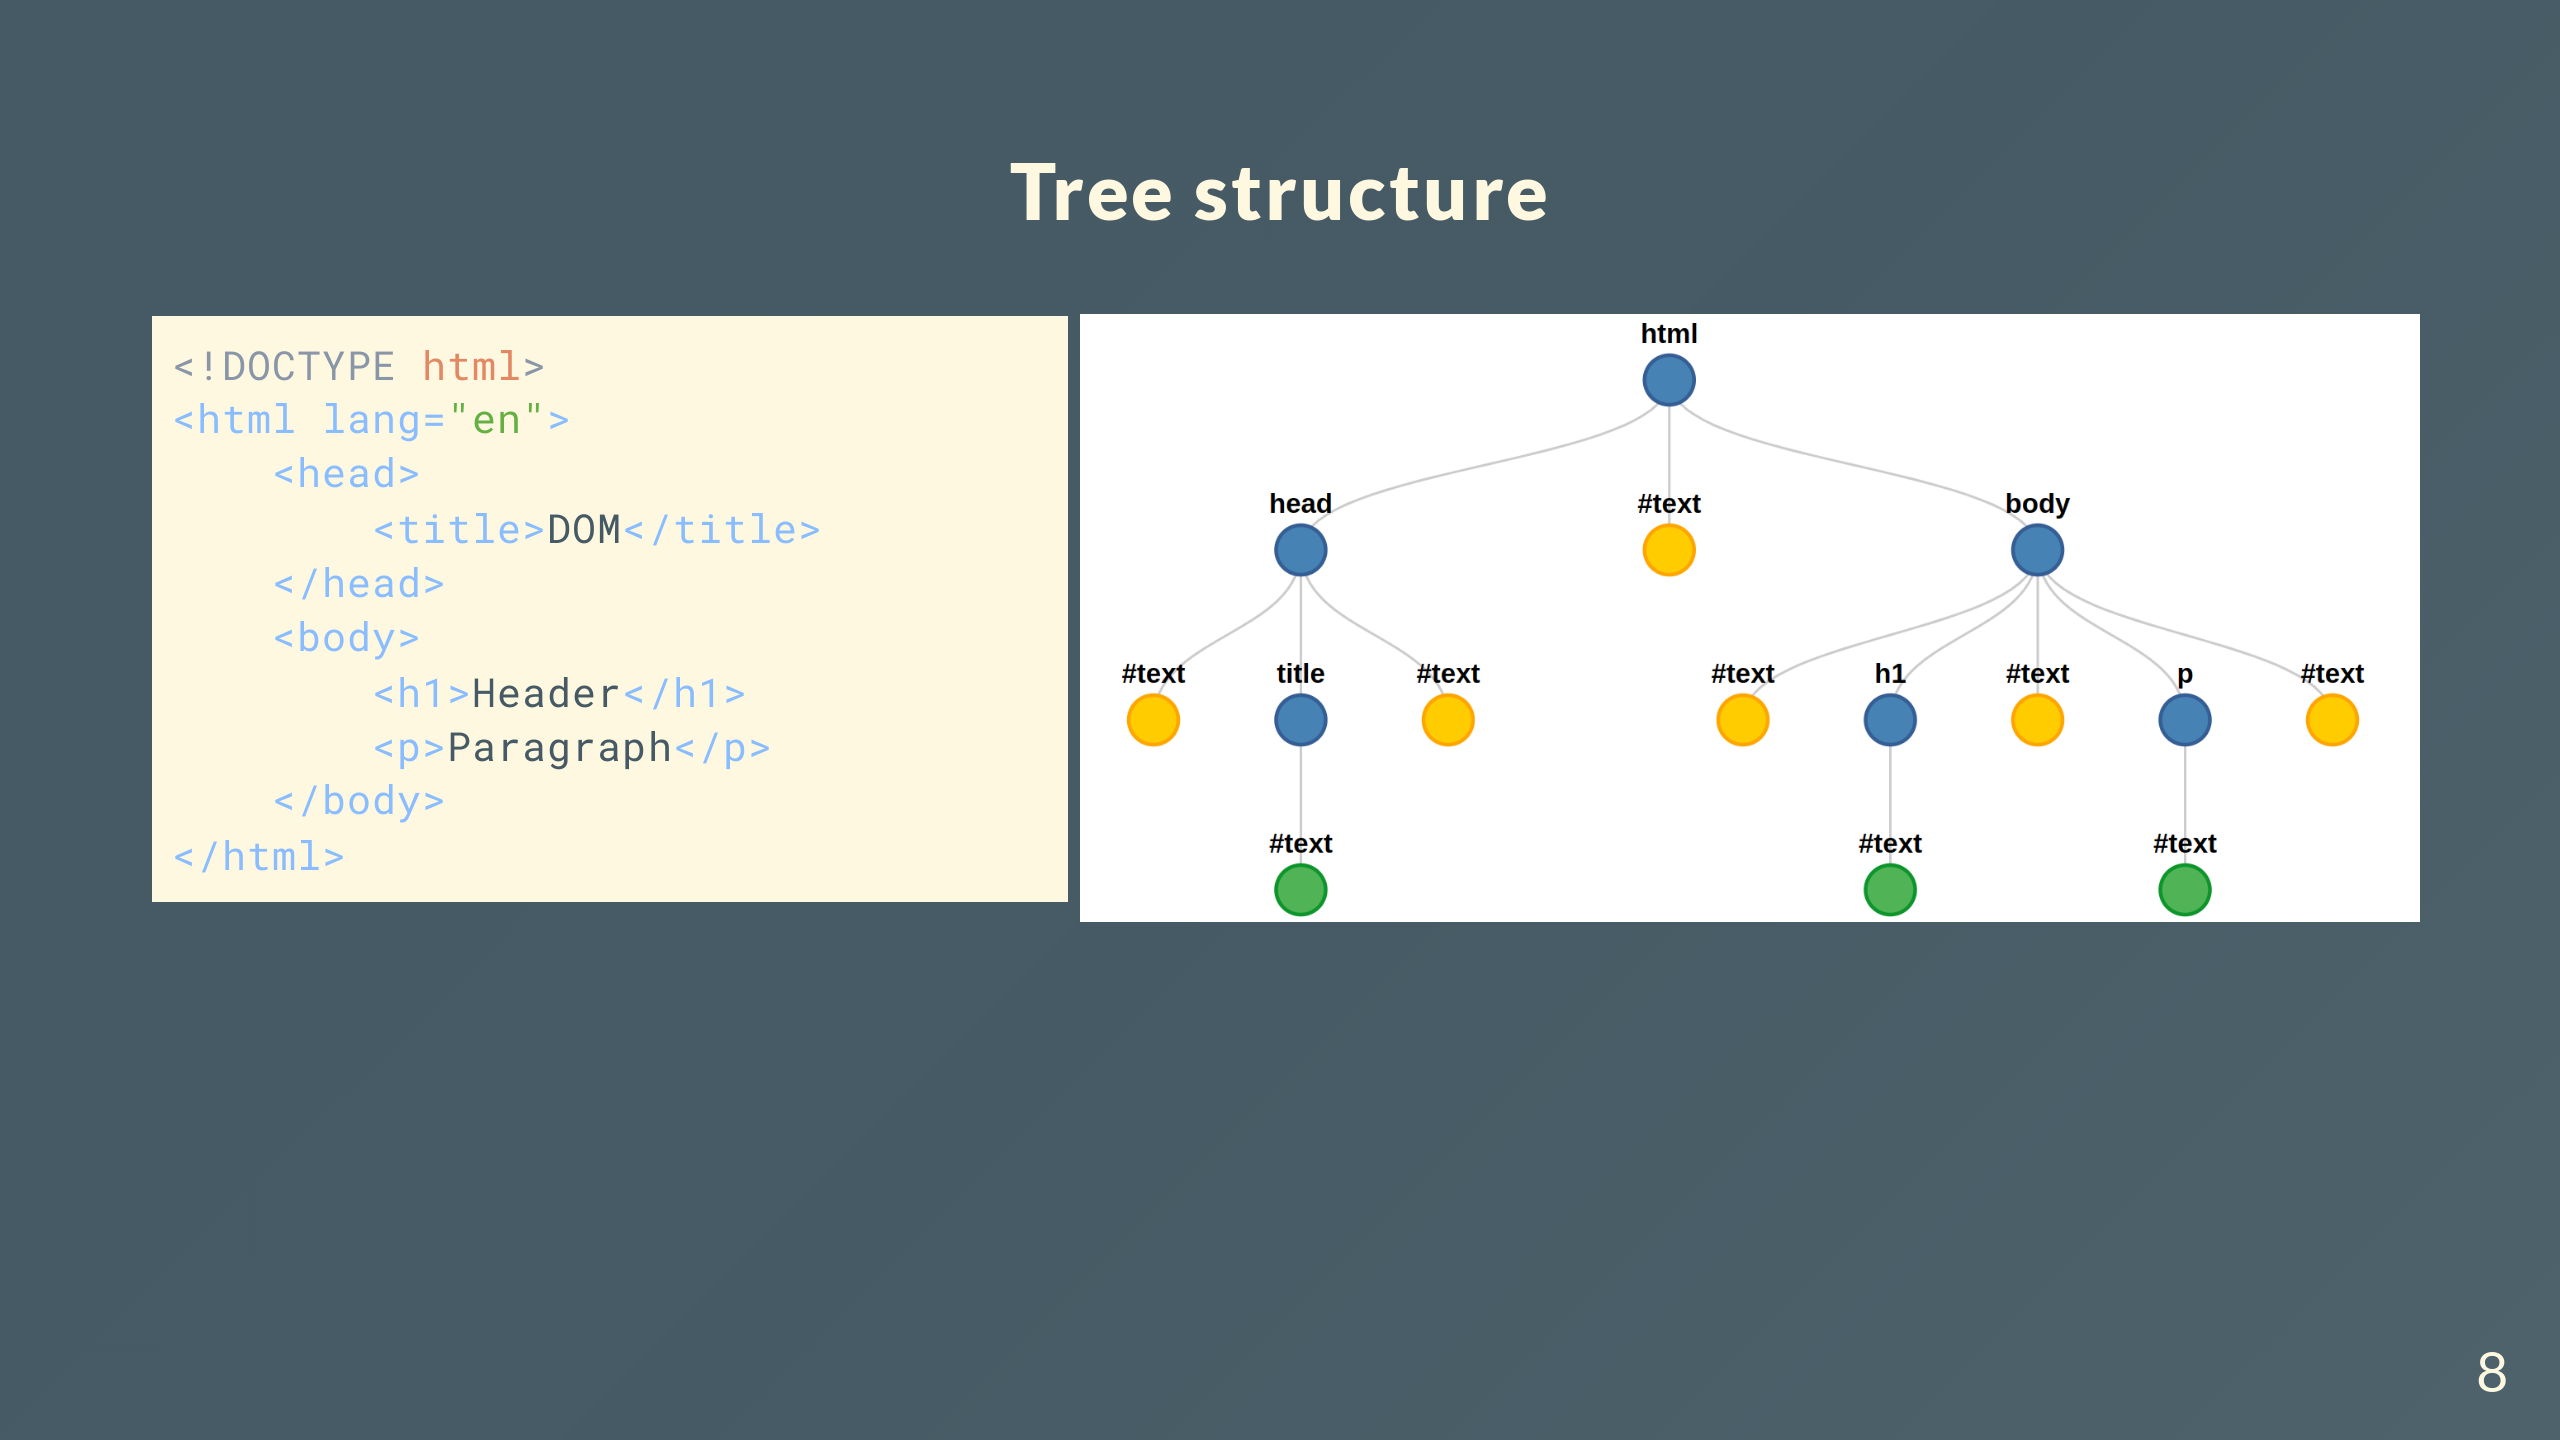 Tree structure
<!DOCTYPE html>
<html lang="en">
<head>
<title>DOM</title>
</head>
<body>
<h1>Header</h1>
<p>Paragraph</p>
</body>
</html>
html
head #text body
#text title #text #text h1 #text p #text
#text #text #text
8